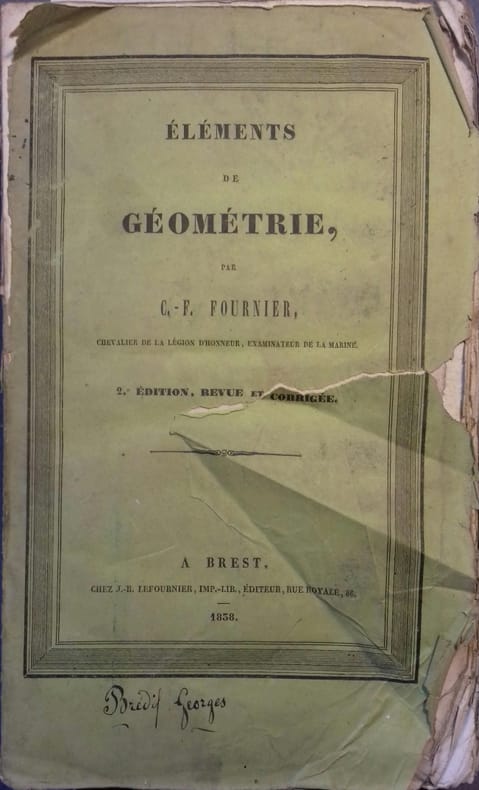 ÉLÉMENTS
DE
GÉOMÉTRIE,
PAR
C.-F. FOURNIER,
CHEVALIER DE LA LÉGION D'HONNEUR, EXAMINATEUR DE LA MARINE.
2.e ÉDITION, REVUE ET CORRIGÉE.
A BREST,
CHEZ J.-B. LEFOURNIER, IMP.-LIB., ÉDITEUR, RUE ROYALE, 86.
1838.
Brédif Georges